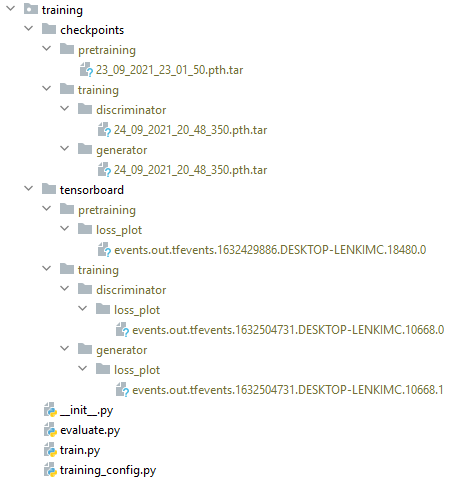 training
checkpoints
pretraining
23_09_2021_23_01_50.pth.tar
training
discriminator
24_09_2021_20_48_350.pth.tar
generator
24_09_2021_20_48_350.pth.tar
tensorboard
pretraining
loss_plot
events.out.tfevents.1632429886.DESKTOP-LENKIMC.18480.0
training
discriminator
loss_plot
events.out.tfevents.1632504731.DESKTOP-LENKIMC.10668.0
generator
loss_plot
events.out.tfevents.1632504731.DESKTOP-LENKIMC.10668.1
__init__.py
evaluate.py
train.py
training_config.py